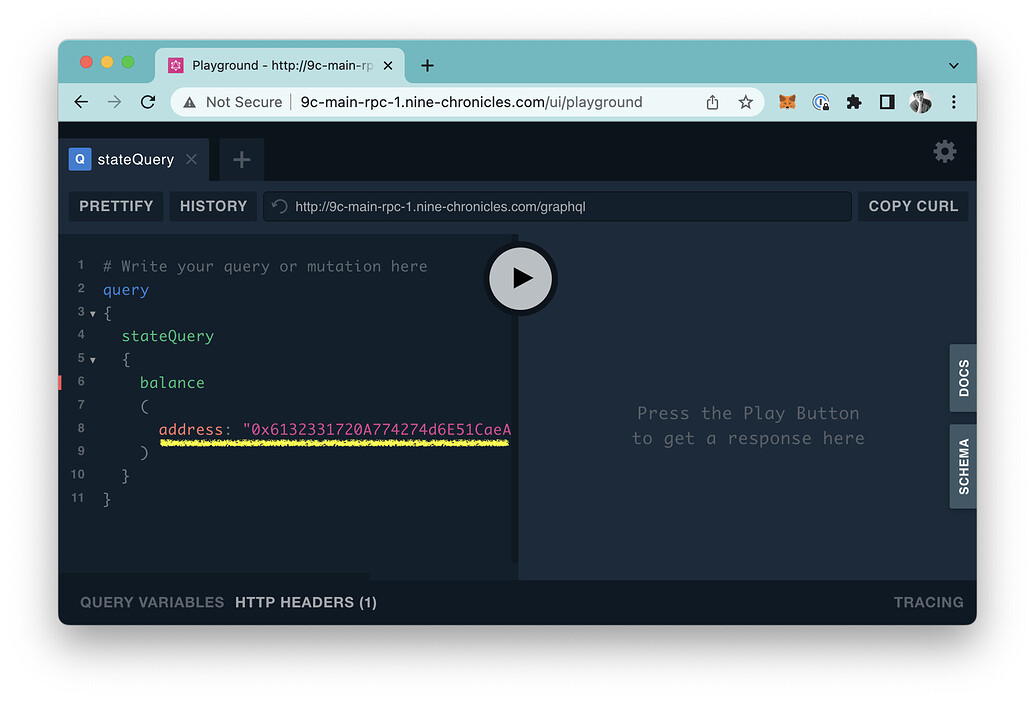 Playground - http://9c-main-rp
Not Secure 9c-main-rpc-1.nine-chronicles.com/ui/playground
Q stateQuery
PRETTIFY HISTORY http://9c-main-rpc-1.nine-chronicles.com/graphql COPY CURL
1 # Write your query or mutation here
2 query
3 {
4 stateQuery
5 {
6 balance
7 (
8 address: "0x6132331720A774274d6E51CaeA
9 )
10 }
11 }
Press the Play Button
to get a response here
DOCS
SCHEMA
QUERY VARIABLES HTTP HEADERS (1) TRACING